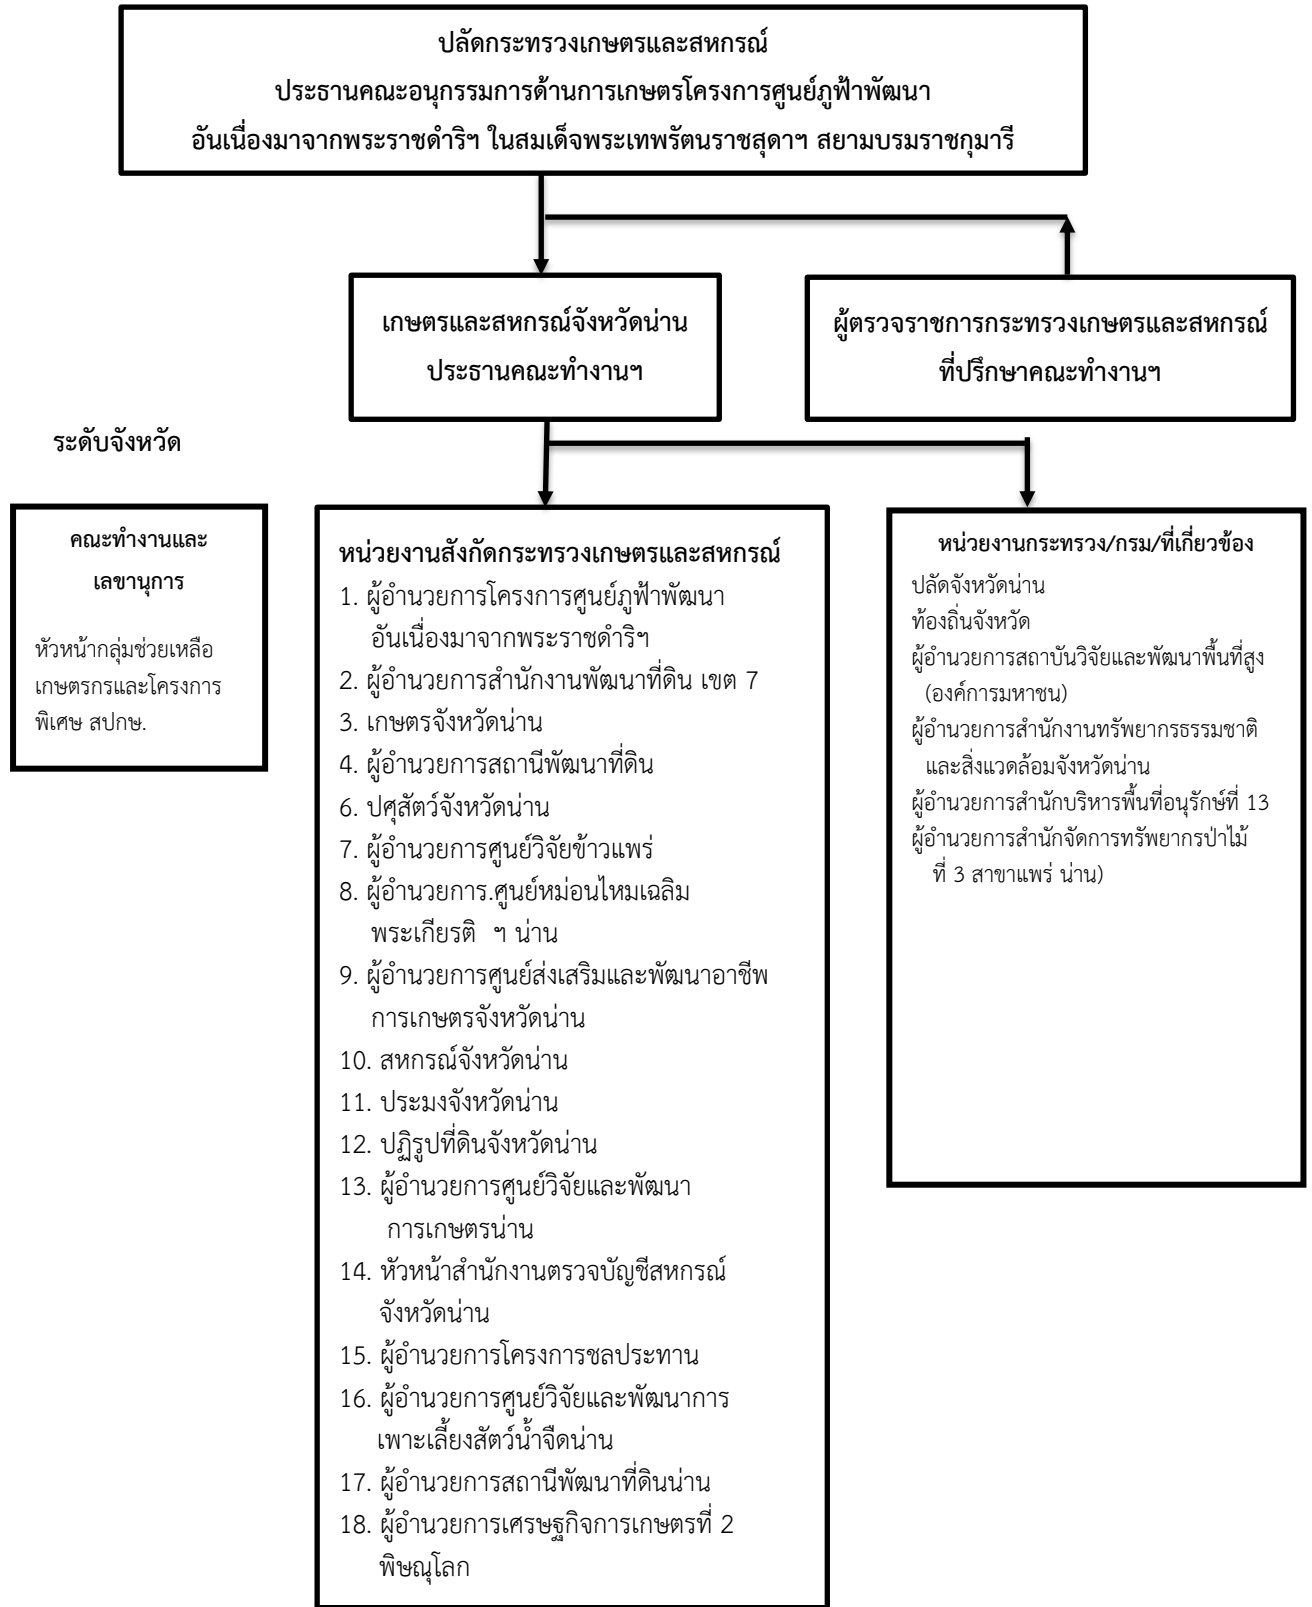 ปลัดกระทรวงเกษตรและสหกรณ์
ประธานคณะอนุกรรมการด้านการเกษตรโครงการศูนย์ภูฟ้าพัฒนา
อันเนื่องมาจากพระราชดำริฯ ในสมเด็จพระเทพรัตนราชสุดาฯ สยามบรมราชกุมารี
เกษตรและสหกรณ์จังหวัดน่าน
ประธานคณะทำงานฯ
ผู้ตรวจราชการกระทรวงเกษตรและสหกรณ์
ที่ปรึกษาคณะทำงานฯ
ระดับจังหวัด
คณะทำงานและ
เลขานุการ
หัวหน้ากลุ่มช่วยเหลือ
เกษตรกรและโครงการ
พิเศษ สปกษ.
หน่วยงานสังกัดกระทรวงเกษตรและสหกรณ์
1. ผู้อำนวยการโครงการศูนย์ภูฟ้าพัฒนา
อันเนื่องมาจากพระราชดำริฯ
2. ผู้อำนวยการสำนักงานพัฒนาที่ดิน เขต 7
3. เกษตรจังหวัดน่าน
4. ผู้อำนวยการสถานีพัฒนาที่ดิน
6. ปศุสัตว์จังหวัดน่าน
7. ผู้อำนวยการศูนย์วิจัยข้าวแพร่
8. ผู้อำนวยการ.ศูนย์หม่อนไหมเฉลิม
พระเกียรติ ฯ น่าน
9. ผู้อำนวยการศูนย์ส่งเสริมและพัฒนาอาชีพ
การเกษตรจังหวัดน่าน
10. สหกรณ์จังหวัดน่าน
11. ประมงจังหวัดน่าน
12. ปฏิรูปที่ดินจังหวัดน่าน
13. ผู้อำนวยการศูนย์วิจัยและพัฒนา
การเกษตรน่าน
14. หัวหน้าสำนักงานตรวจบัญชีสหกรณ์
จังหวัดน่าน
15. ผู้อำนวยการโครงการชลประทาน
16. ผู้อำนวยการศูนย์วิจัยและพัฒนาการ
เพาะเลี้ยงสัตว์น้ำจืดน่าน
17. ผู้อำนวยการสถานีพัฒนาที่ดินน่าน
18. ผู้อำนวยการเศรษฐกิจการเกษตรที่ 2
พิษณุโลก
หน่วยงานกระทรวง/กรม/ที่เกี่ยวข้อง
ปลัดจังหวัดน่าน
ท้องถิ่นจังหวัด
ผู้อำนวยการสถาบันวิจัยและพัฒนาพื้นที่สูง
(องค์การมหาชน)
ผู้อำนวยการสำนักงานทรัพยากรธรรมชาติ
และสิ่งแวดล้อมจังหวัดน่าน
ผู้อำนวยการสำนักบริหารพื้นที่อนุรักษ์ที่ 13
ผู้อำนวยการสำนักจัดการทรัพยากรป่าไม้
ที่ 3 สาขาแพร่ น่าน)